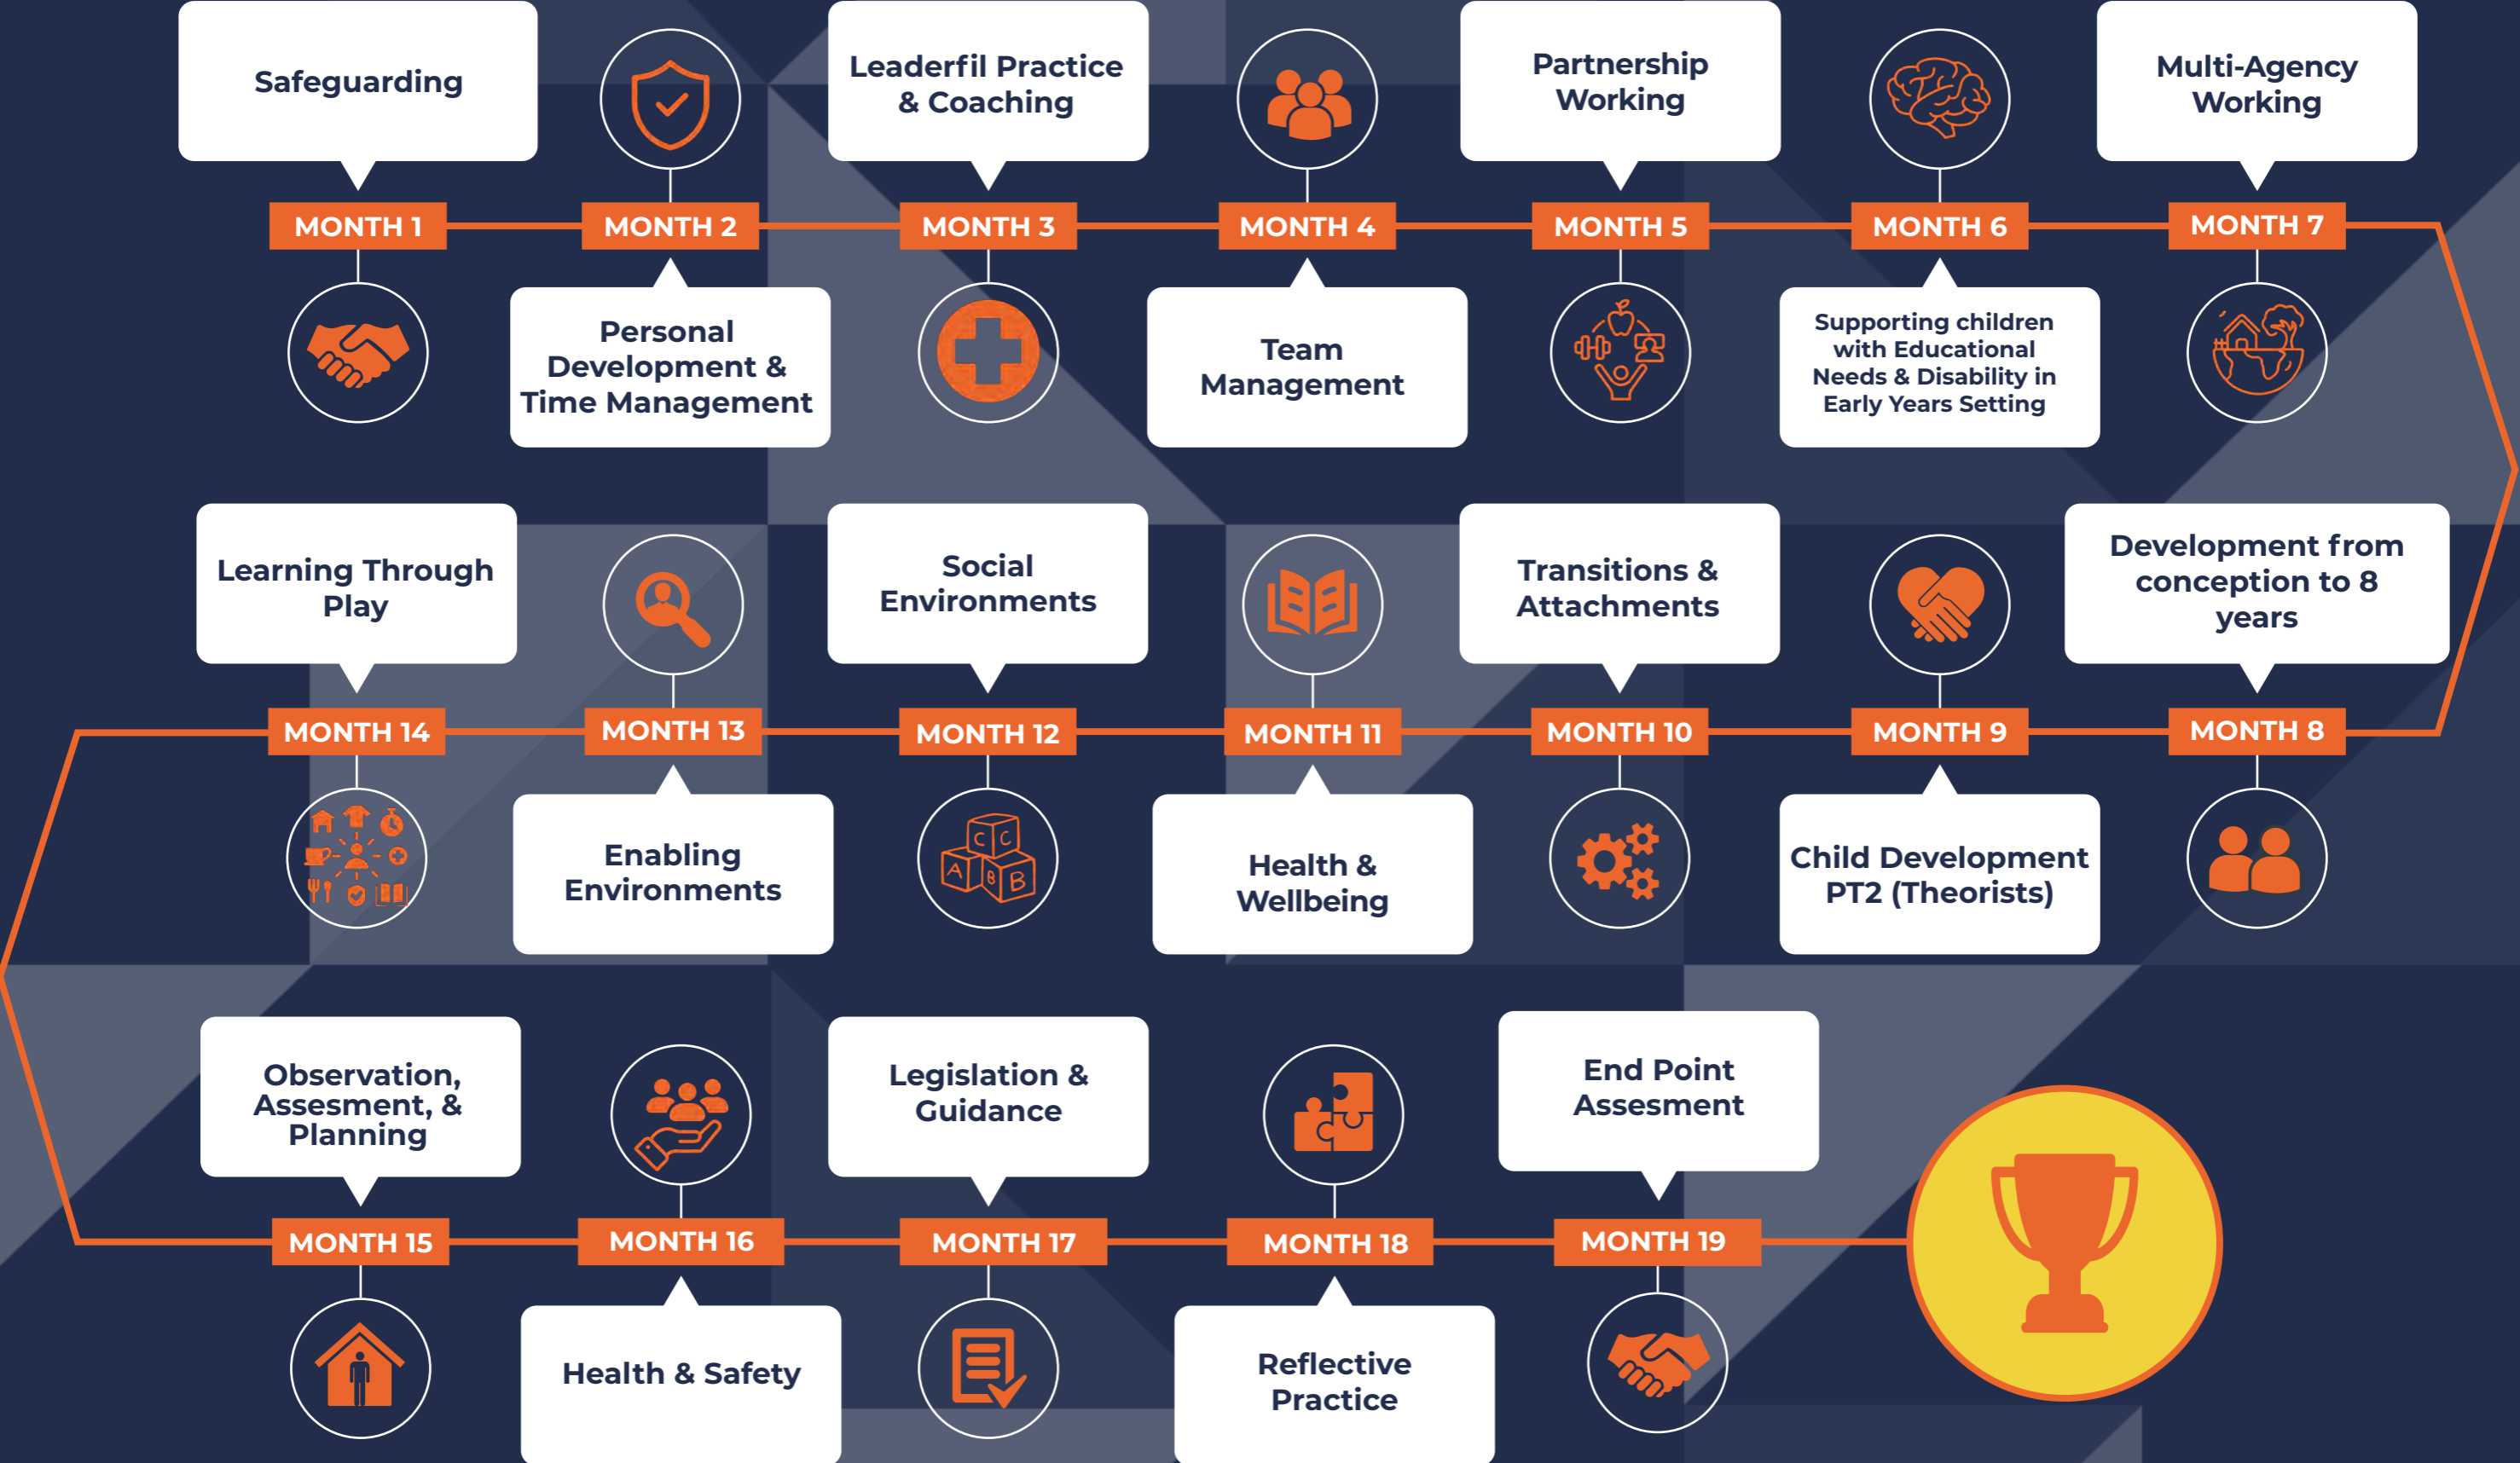 Safeguarding
MONTH 1
MONTH 2
Personal
Development &
Time Management
Leaderfil Practice
& Coaching
MONTH 3
MONTH 4
Team
Management
Partnership
Working
MONTH 5
MONTH 6
Supporting children
with Educational
Needs & Disability in
Early Years Setting
Multi-Agency
Working
MONTH 7
Development from
conception to 8
years
MONTH 8
MONTH 9
Child Development
PT2 (Theorists)
Transitions &
Attachments
MONTH 10
MONTH 11
Health &
Wellbeing
Social
Environments
MONTH 12
C C
A B B
MONTH 13
Enabling
Environments
Learning Through
Play
MONTH 14
Observation,
Assesment, &
Planning
MONTH 15
MONTH 16
Health & Safety
Legislation &
Guidance
MONTH 17
MONTH 18
Reflective
Practice
End Point
Assesment
MONTH 19